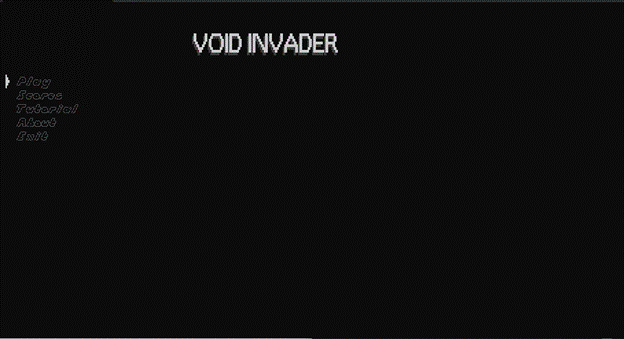 VOID INVADER
Play
Scores
Tutorial
About
Exit